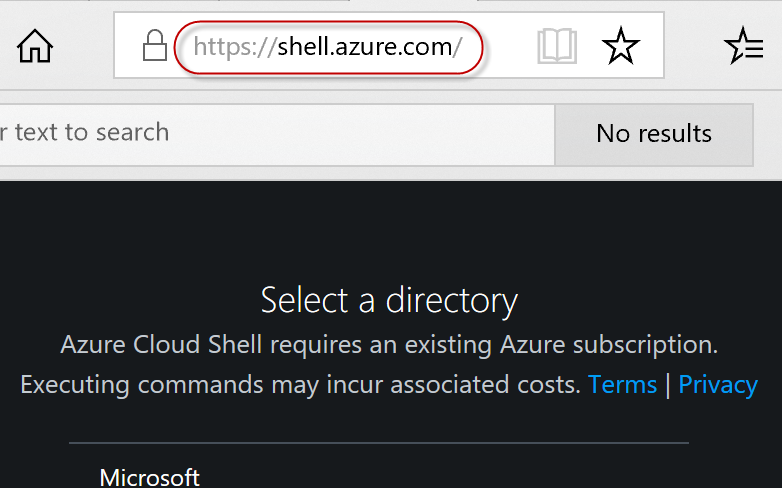 https://shell.azure.com/
r text to search
No results
Select a directory
Azure Cloud Shell requires an existing Azure subscription.
Executing commands may incur associated costs. Terms | Privacy
Microsoft